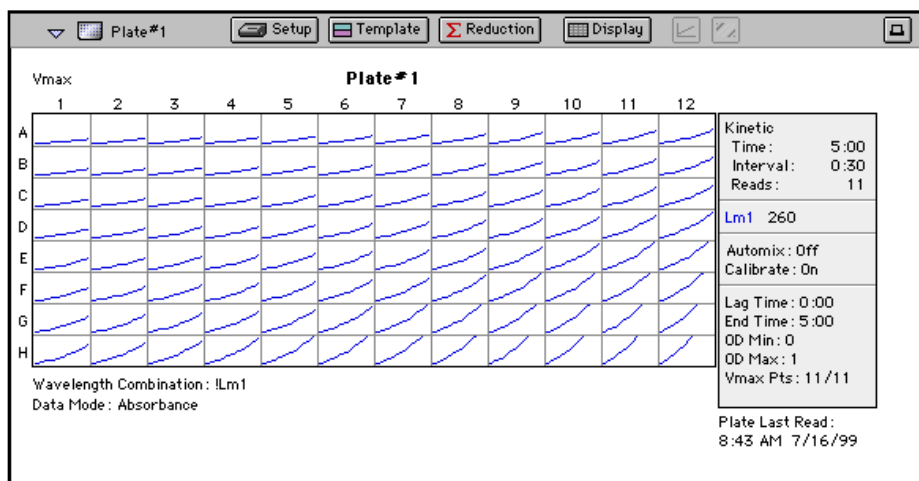 Plate#1 Setup Template Reduction Display
Vmax Plate#1
1 2 3 4 5 6 7 8 9 10 11 12
A
B
C
D
E
F
G
H
Kinetic
Time: 5:00
Interval: 0:30
Reads: 11
Lm1 260
Automix: Off
Calibrate: On
Lag Time: 0:00
End Time: 5:00
OD Min: 0
OD Max: 1
Vmax Pts: 11/11
Wavelength Combination: !Lm1
Data Mode: Absorbance
Plate Last Read:
8:43 AM 7/16/99